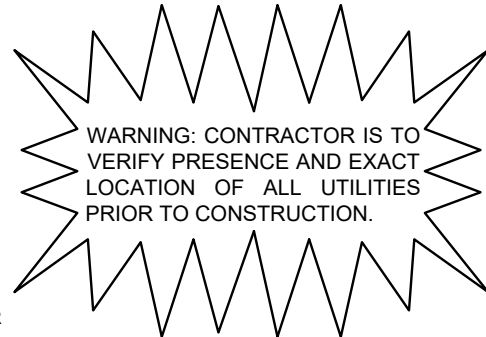 WARNING: CONTRACTOR IS TO
VERIFY PRESENCE AND EXACT
LOCATION OF ALL UTILITIES
PRIOR TO CONSTRUCTION.
R